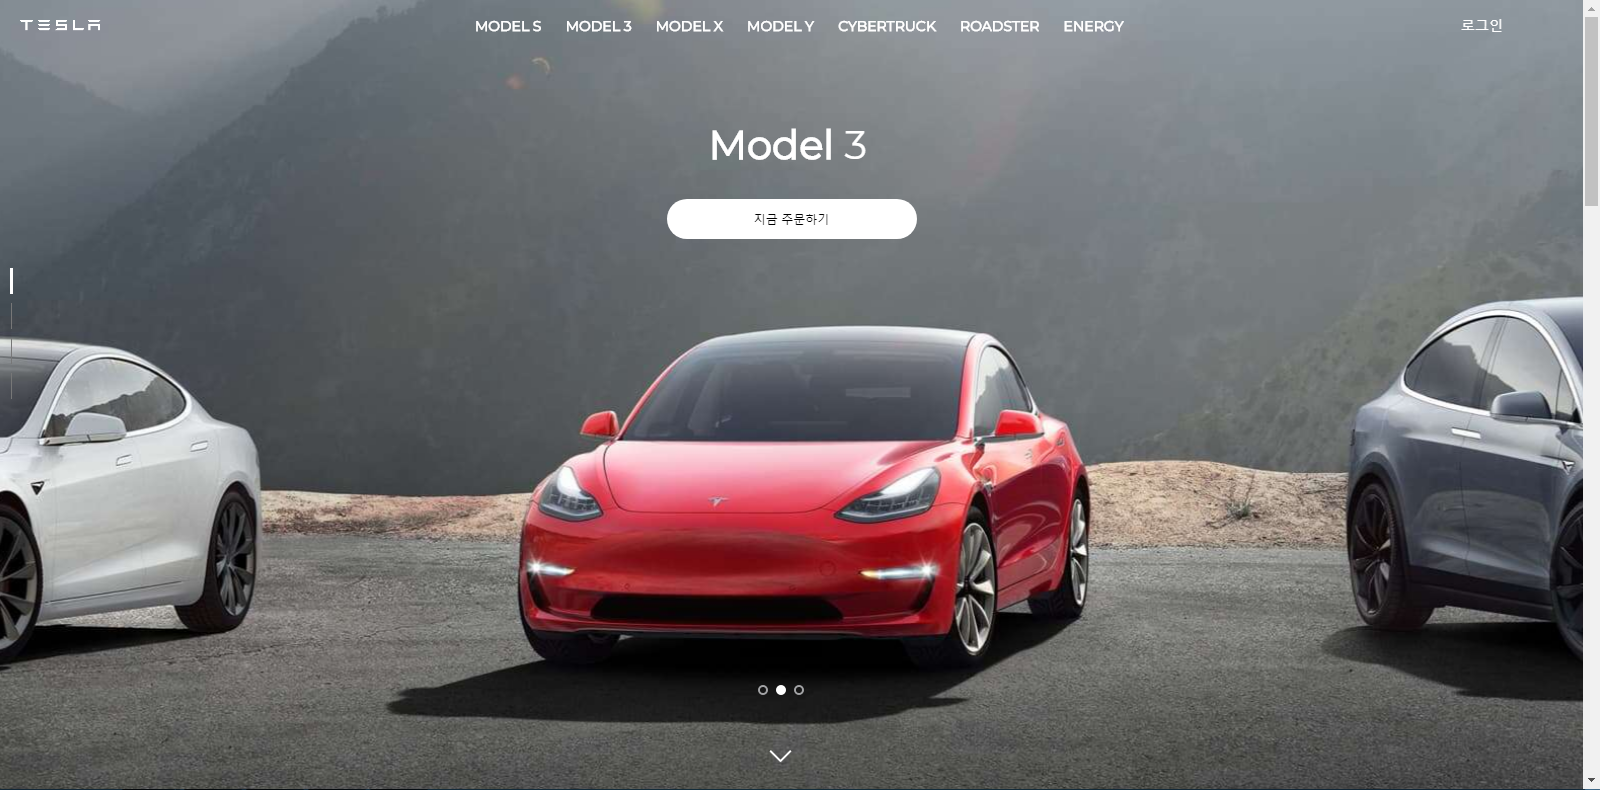 TESLA
MODEL S MODEL 3 MODEL X MODEL Y CYBERTRUCK ROADSTER ENERGY
로그인
Model 3
지금 주문하기